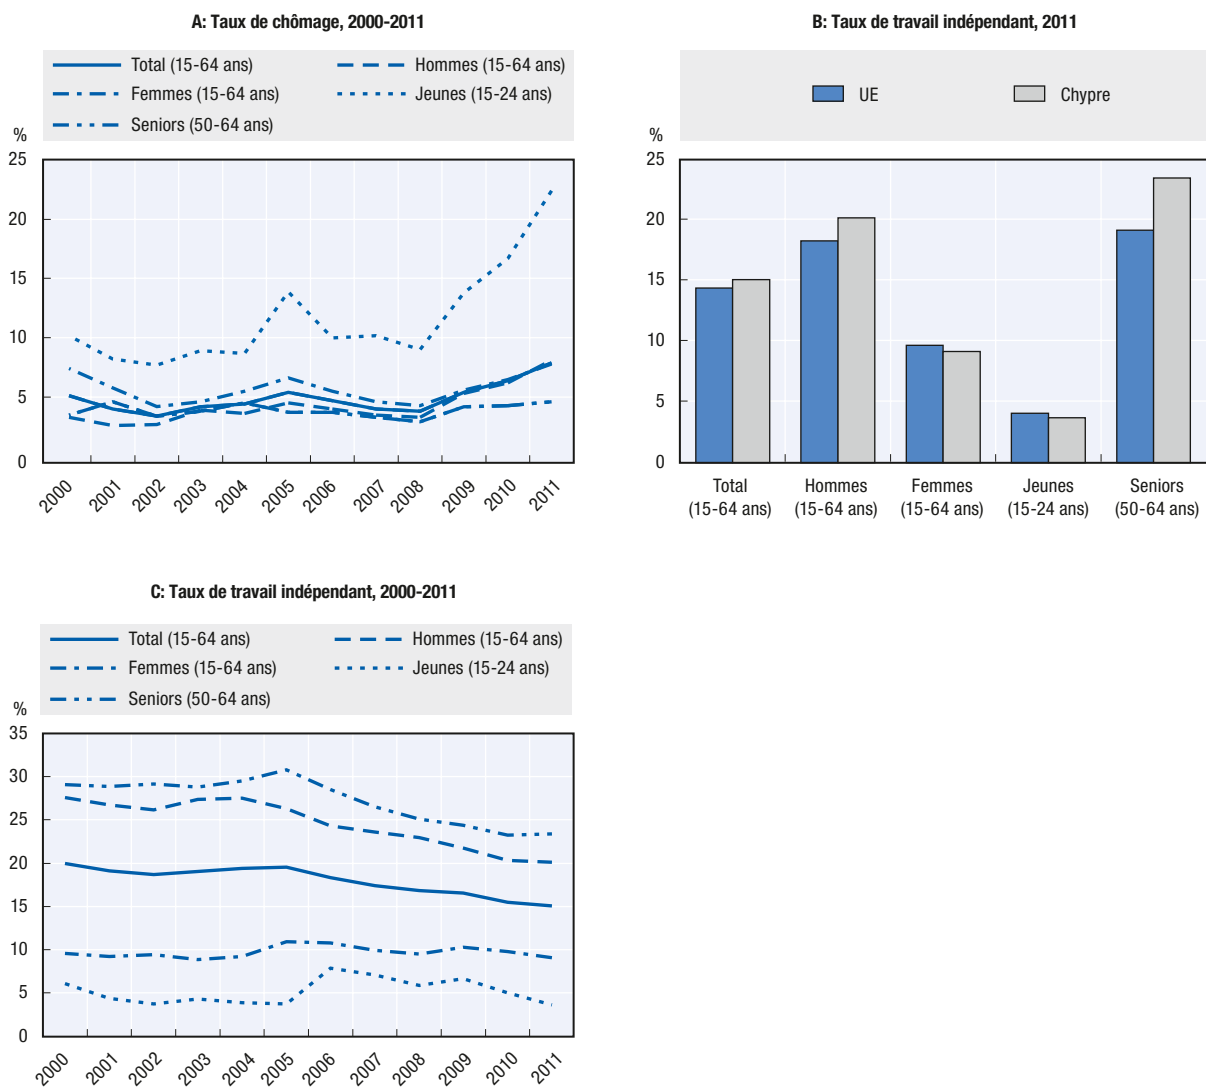 A: Taux de chômage, 2000-2011
Total (15-64 ans)
Hommes (15-64 ans)
Femmes (15-64 ans)
Jeunes (15-24 ans)
Seniors (50-64 ans)
%
25
20
15
10
5
0
2000
2001
2002
2003
2004
2005
2006
2007
2008
2009
2010
2011
B: Taux de travail indépendant, 2011
UE
Chypre
%
25
20
15
10
5
0
Total
(15-64 ans)
Hommes
(15-64 ans)
Femmes
(15-64 ans)
Jeunes
(15-24 ans)
Seniors
(50-64 ans)
C: Taux de travail indépendant, 2000-2011
Total (15-64 ans)
Hommes (15-64 ans)
Femmes (15-64 ans)
Jeunes (15-24 ans)
Seniors (50-64 ans)
%
35
30
25
20
15
10
5
0
2000
2001
2002
2003
2004
2005
2006
2007
2008
2009
2010
2011